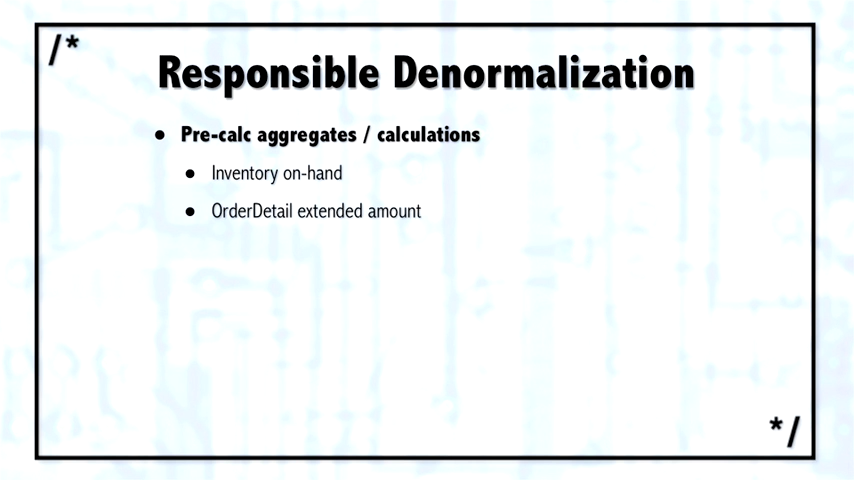 /*
Responsible Denormalization
● Pre-calc aggregates / calculations
● Inventory on-hand
● OrderDetail extended amount
*/